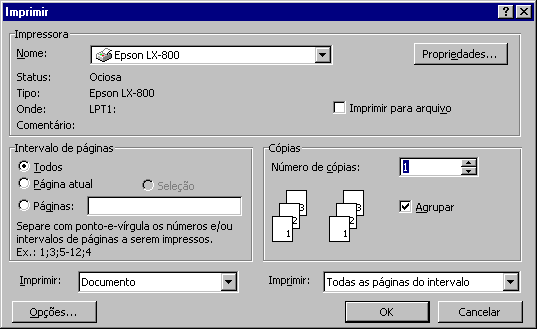 Imprimir
Impressora
Nome: Epson LX-800 Propriedades...
Status: Ociosa
Tipo: Epson LX-800
Onde: LPT1: Imprimir para arquivo
Comentário:
Intervalo de páginas
Todos
Página atual Seleção
Páginas:
Separe com ponto-e-vírgula os números e/ou
intervalos de páginas a serem impressos.
Ex.: 1;3;5-12;4
Cópias
Número de cópias: 1
3 3
2 2
1 1
Agrupar
Imprimir: Documento Imprimir: Todas as páginas do intervalo
Opções... OK Cancelar